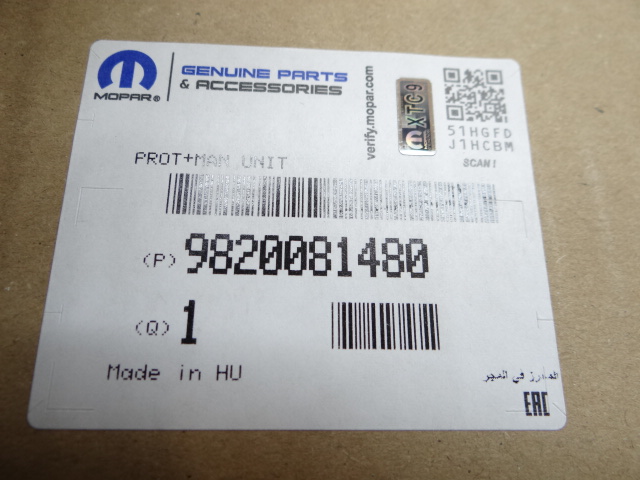 MOPAR®
GENUINE PARTS
& ACCESSORIES
verify.mopar.com
XTC9
51HGFD
J1HCBM
SCAN!
PROT+MAN UNIT
(P) 9820081480
(Q) 1
Made in HU
في المجر
EAC